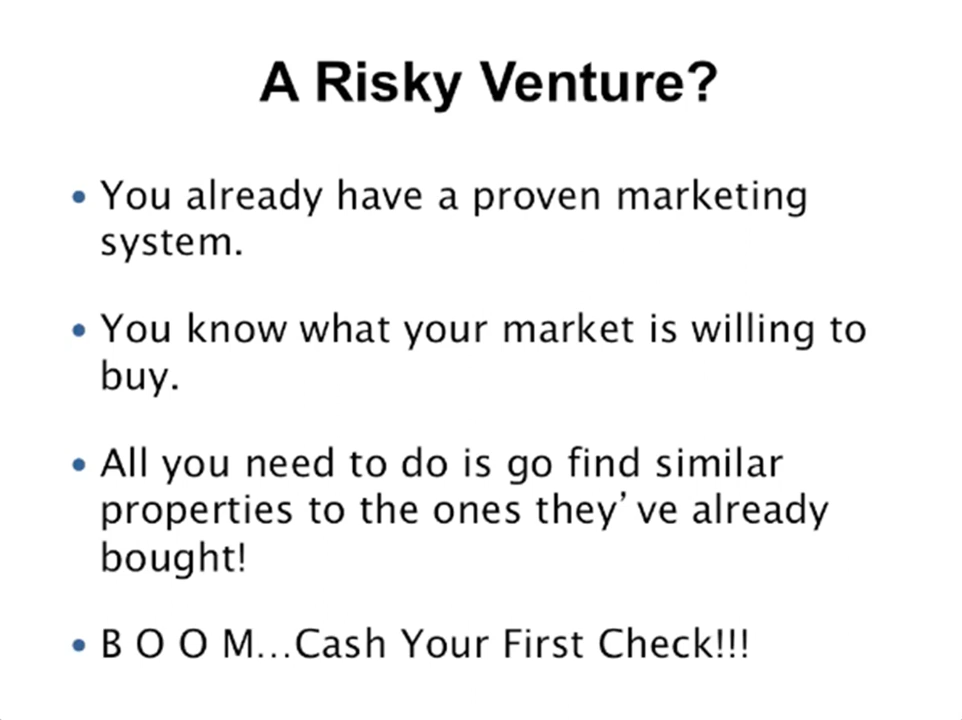 A Risky Venture?
• You already have a proven marketing
system.
• You know what your market is willing to
buy.
• All you need to do is go find similar
properties to the ones they’ve already
bought!
• B O O M…Cash Your First Check!!!